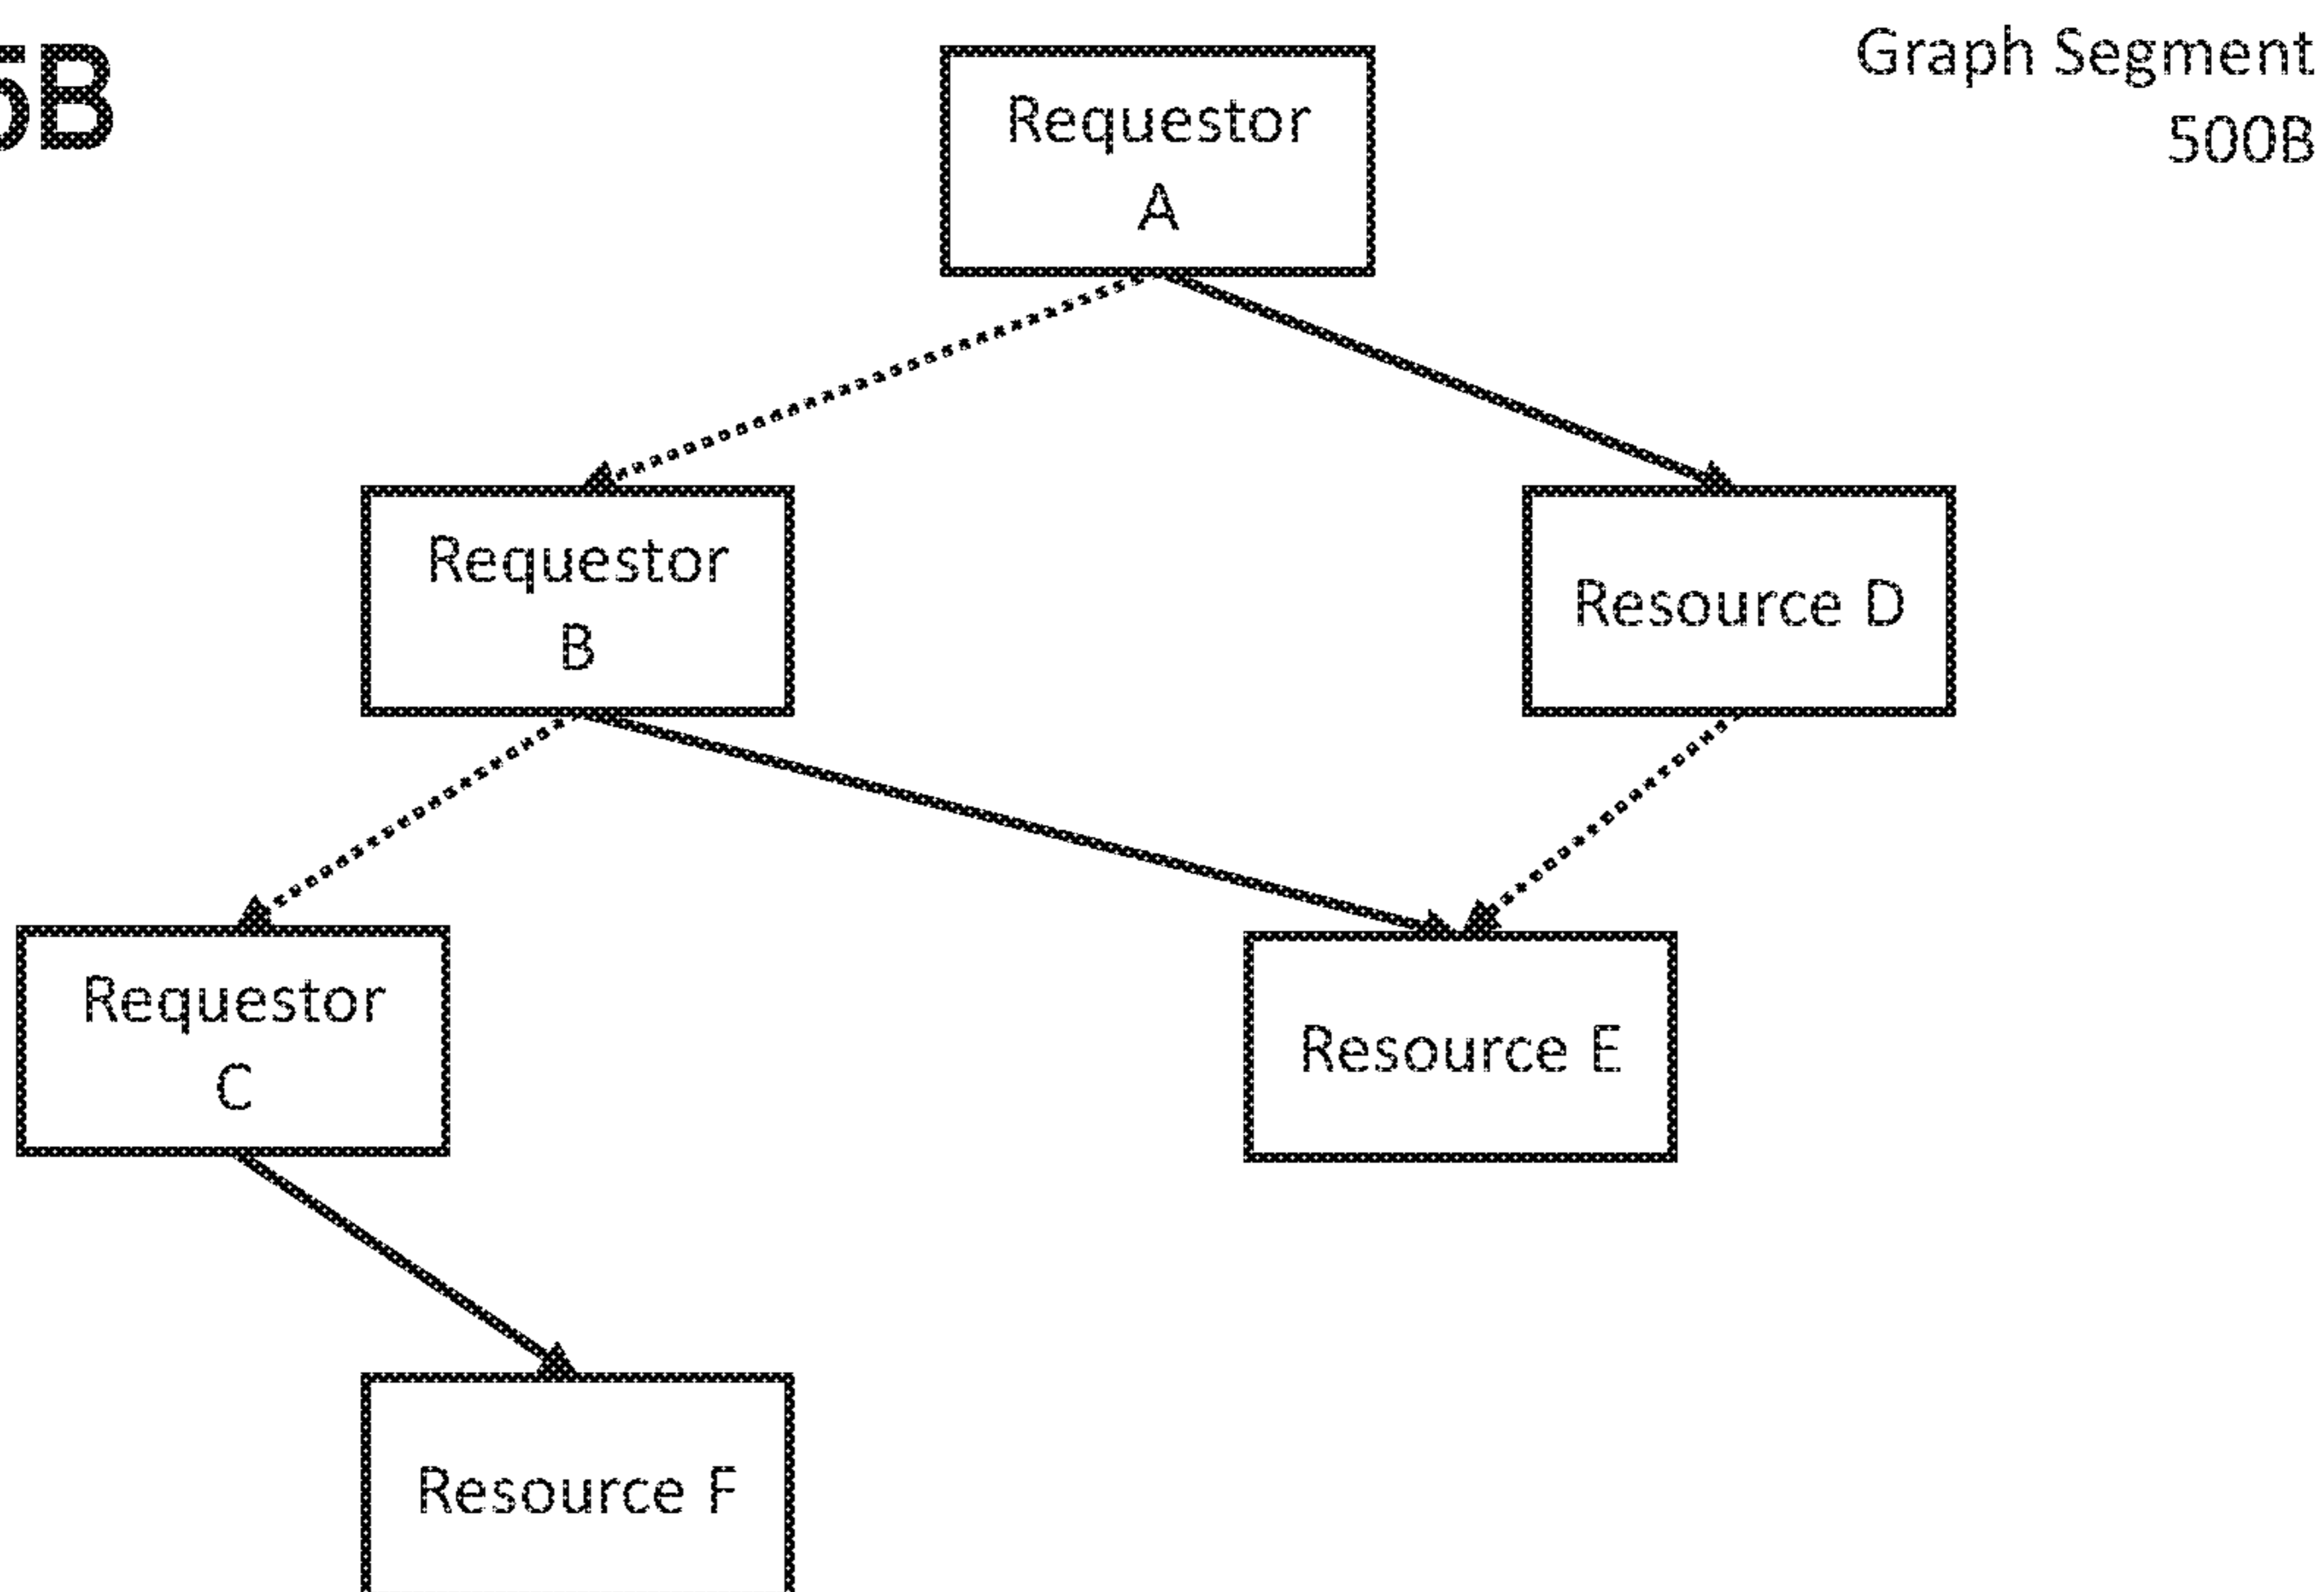 5B
Graph Segment
500B
Requestor
A
Requestor
B
Resource D
Requestor
C
Resource E
Resource F